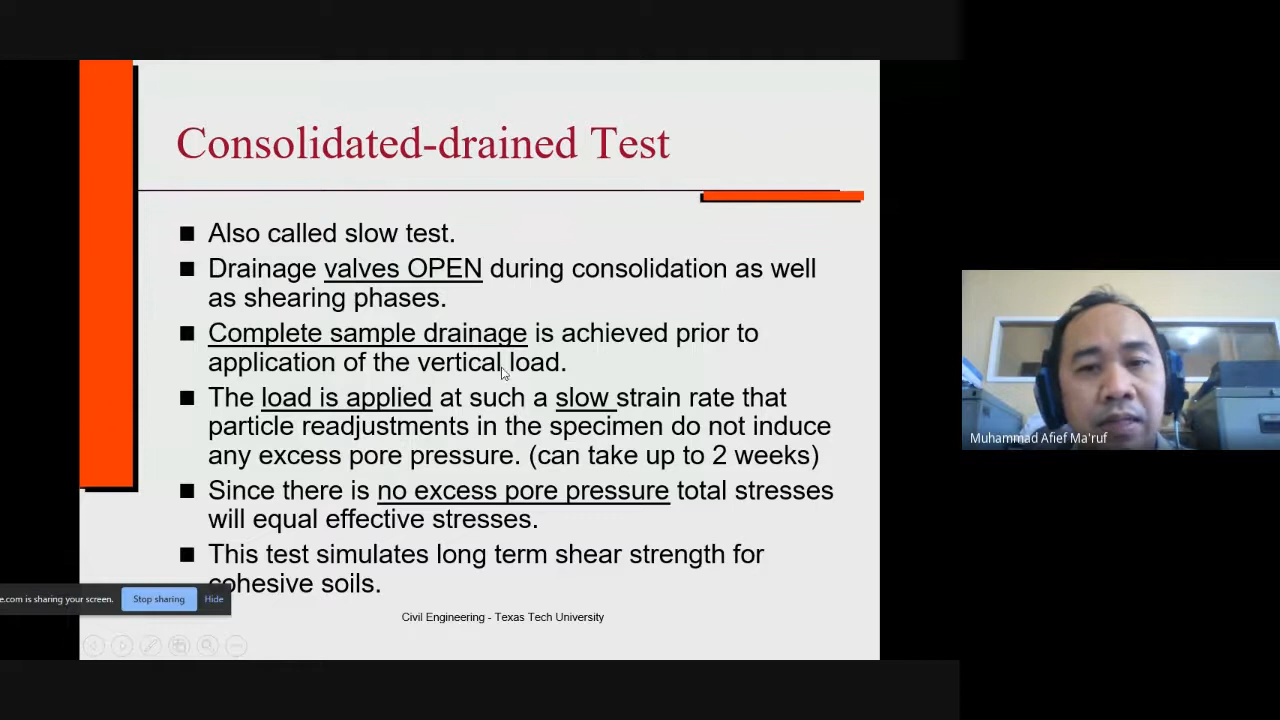 Consolidated-drained Test
■ Also called slow test.
■ Drainage valves OPEN during consolidation as well
as shearing phases.
■ Complete sample drainage is achieved prior to
application of the vertical load.
■ The load is applied at such a slow strain rate that
particle readjustments in the specimen do not induce
any excess pore pressure. (can take up to 2 weeks)
■ Since there is no excess pore pressure total stresses
will equal effective stresses.
■ This test simulates long term shear strength for
cohesive soils.
e.com is sharing your screen. Stop sharing Hide
Civil Engineering - Texas Tech University
Muhammad Afief Ma'ruf